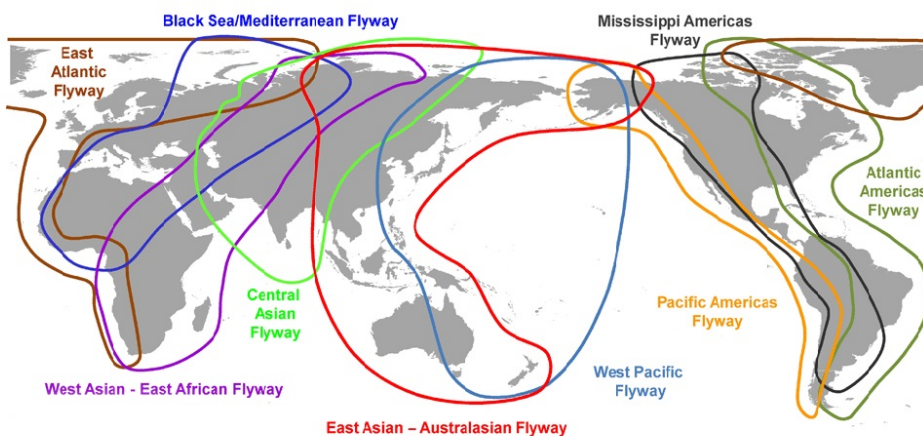 Black Sea/Mediterranean Flyway
Mississippi Americas
Flyway
East
Atlantic
Flyway
Atlantic
Americas
Flyway
Central
Asian
Flyway
Pacific Americas
Flyway
West Asian - East African Flyway
West Pacific
Flyway
East Asian – Australasian Flyway